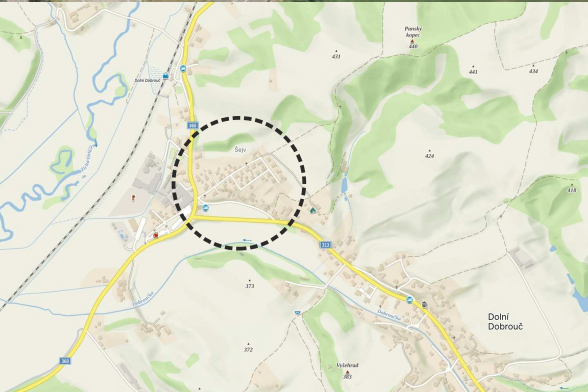 Panský
kopec
440
431
441
434
Dolní Dobrouč
360
Šejv
424
418
312
373
Dolní
Dobrouč
Dobroučka
360
372
Vyšehrad
383